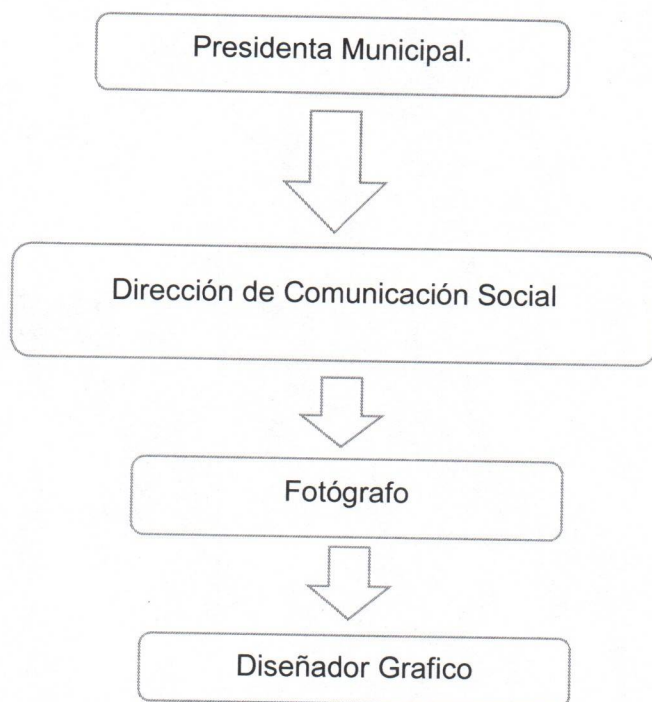 Presidenta Municipal.
Dirección de Comunicación Social
Fotógrafo
Diseñador Grafico